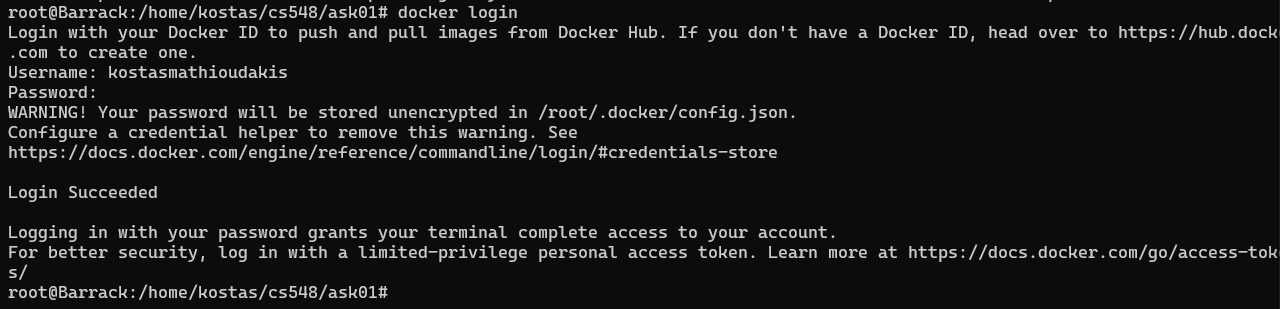 root@Barrack:/home/kostas/cs548/ask01# docker login
Login with your Docker ID to push and pull images from Docker Hub. If you don't have a Docker ID, head over to https://hub.dock
.com to create one.
Username: kostasmathioudakis
Password:
WARNING! Your password will be stored unencrypted in /root/.docker/config.json.
Configure a credential helper to remove this warning. See
https://docs.docker.com/engine/reference/commandline/login/#credentials-store
Login Succeeded
Logging in with your password grants your terminal complete access to your account.
For better security, log in with a limited-privilege personal access token. Learn more at https://docs.docker.com/go/access-tok
s/
root@Barrack:/home/kostas/cs548/ask01#